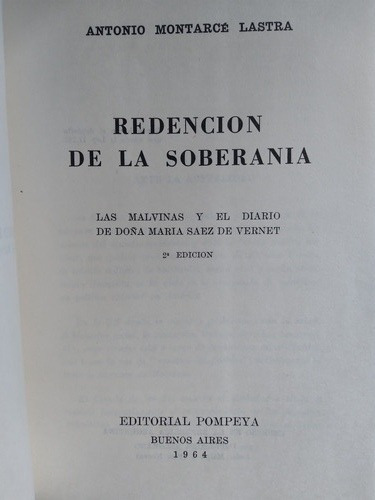 ANTONIO MONTARCÉ LASTRA
REDENCION
DE LA SOBERANIA
LAS MALVINAS Y EL DIARIO
DE DOÑA MARIA SAEZ DE VERNET
2ª EDICION
EDITORIAL POMPEYA
BUENOS AIRES
1964